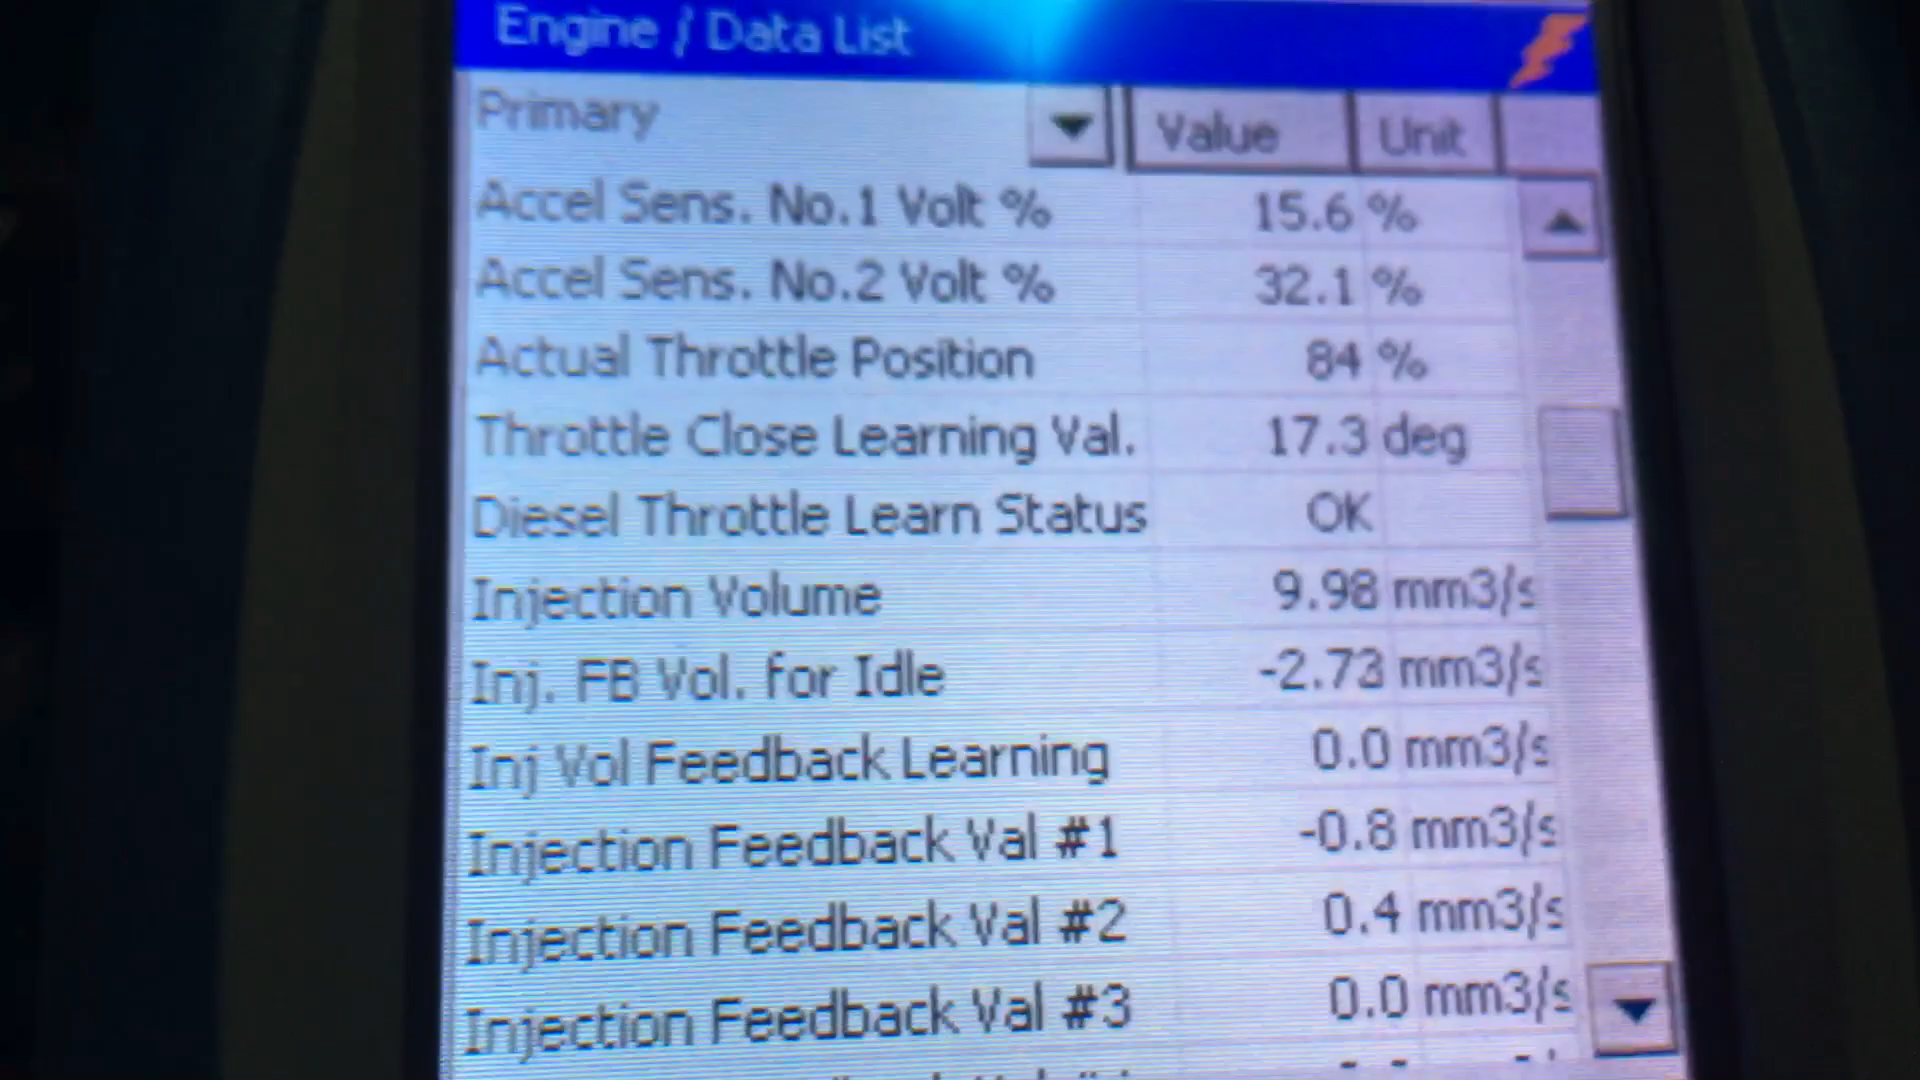 Engine / Data List
Primary Value Unit
Accel Sens. No.1 Volt % 15.6 %
Accel Sens. No.2 Volt % 32.1 %
Actual Throttle Position 84 %
Throttle Close Learning Val. 17.3 deg
Diesel Throttle Learn Status OK
Injection Volume 9.98 mm3/s
Inj. FB Vol. for Idle -2.73 mm3/s
Inj Vol Feedback Learning 0.0 mm3/s
Injection Feedback Val #1 -0.8 mm3/s
Injection Feedback Val #2 0.4 mm3/s
Injection Feedback Val #3 0.0 mm3/s